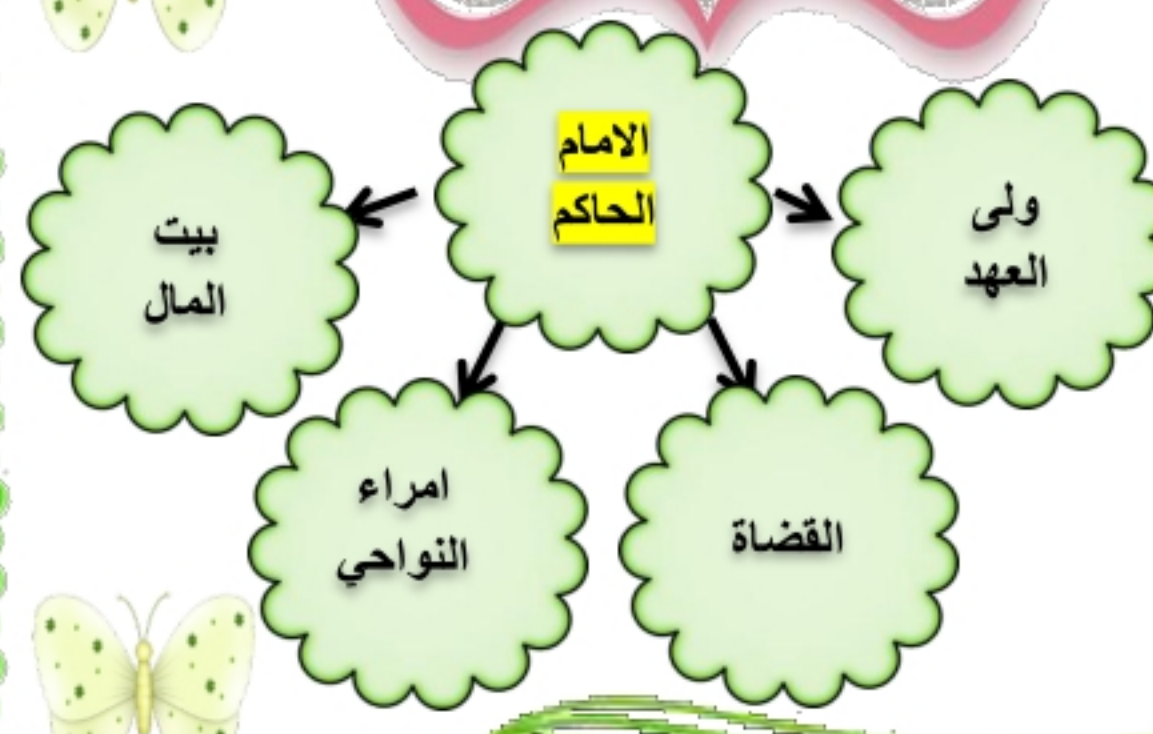 الامام
الحاكم
ولى
العهد
بيت
المال
القضاة
امراء
النواحي